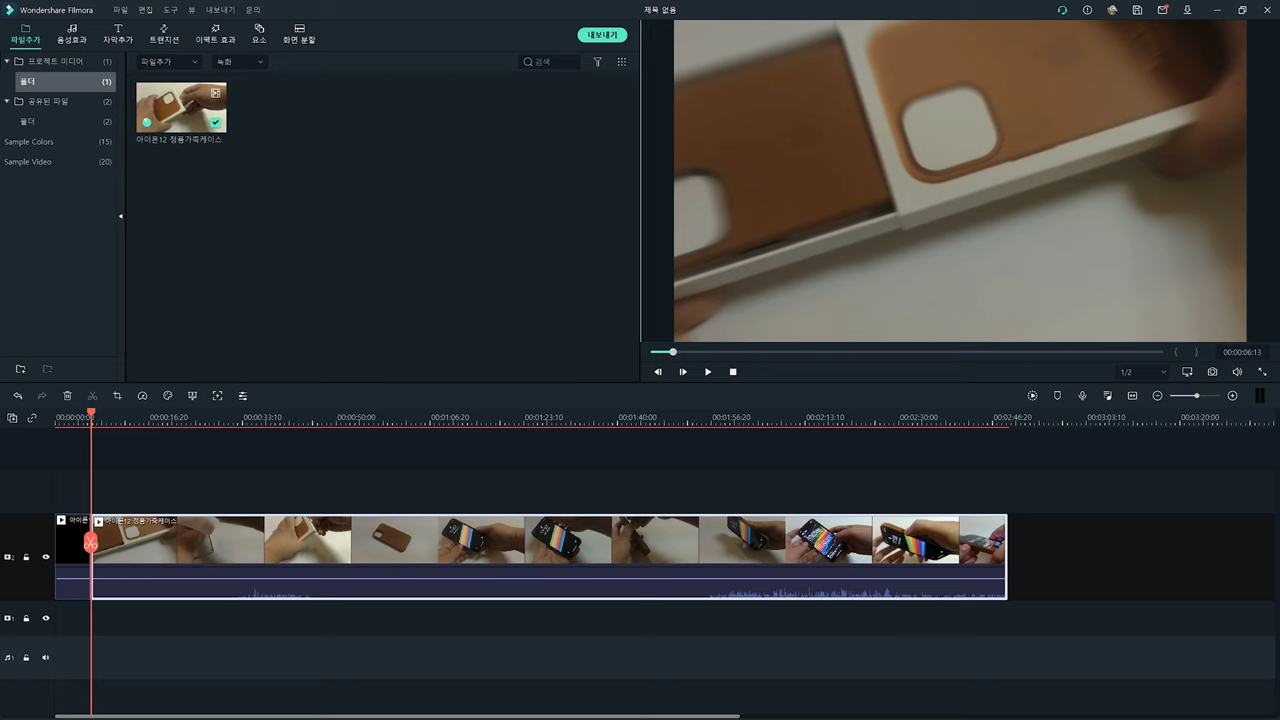 Wondershare Filmora 파일 편집 도구 뷰 내보내기 문의 제목 없음
파일추가 음성효과 자막추가 트랜지션 이펙트 효과 요소 화면 분할 내보내기
프로젝트 미디어 (1) 파일추가 녹화 검색
폴더 (1)
공유된 파일 (2)
폴더 (2)
아이폰12 정품가죽케이스
Sample Colors (15)
Sample Video (20)
00:00:06:13
1/2
00:00:00:00 00:00:16:20 00:00:33:10 00:00:50:00 00:01:06:20 00:01:23:10 00:01:40:00 00:01:56:20 00:02:13:10 00:02:30:00 00:02:46:20 00:03:03:10 00:03:20:00
아이폰 아이폰12 정품가죽케이스
2
1
1